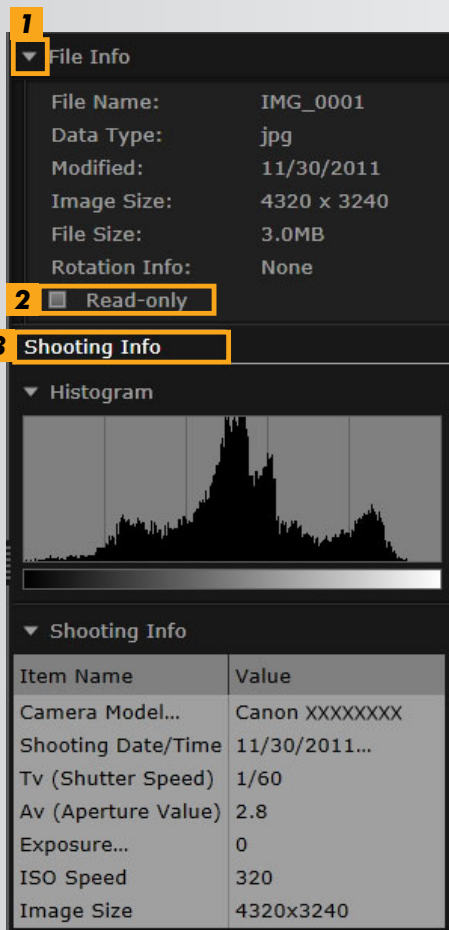 1
File Info
File Name: IMG_0001
Data Type: jpg
Modified: 11/30/2011
Image Size: 4320 x 3240
File Size: 3.0MB
Rotation Info: None
2 Read-only
3 Shooting Info
Histogram
Shooting Info
Item Name Value
Camera Model... Canon XXXXXXXX
Shooting Date/Time 11/30/2011...
Tv (Shutter Speed) 1/60
Av (Aperture Value) 2.8
Exposure... 0
ISO Speed 320
Image Size 4320x3240